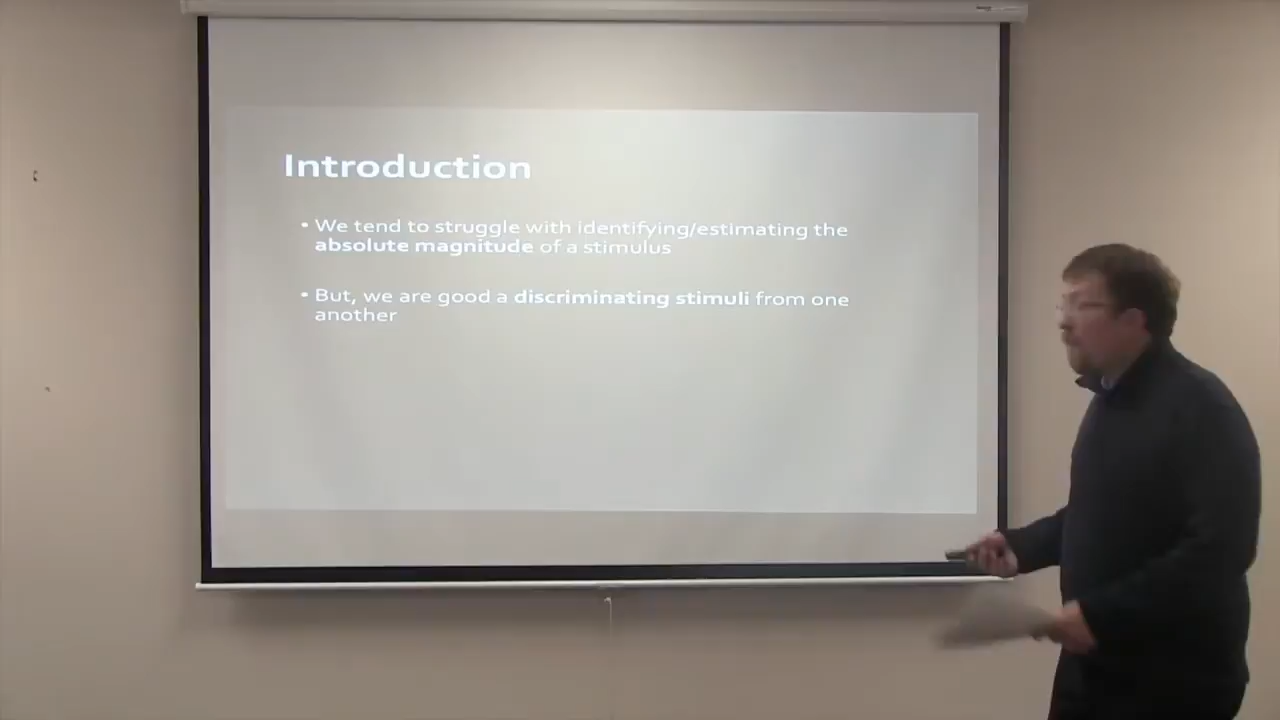 Introduction
• We tend to struggle with identifying/estimating the
absolute magnitude of a stimulus
• But, we are good a discriminating stimuli from one
another